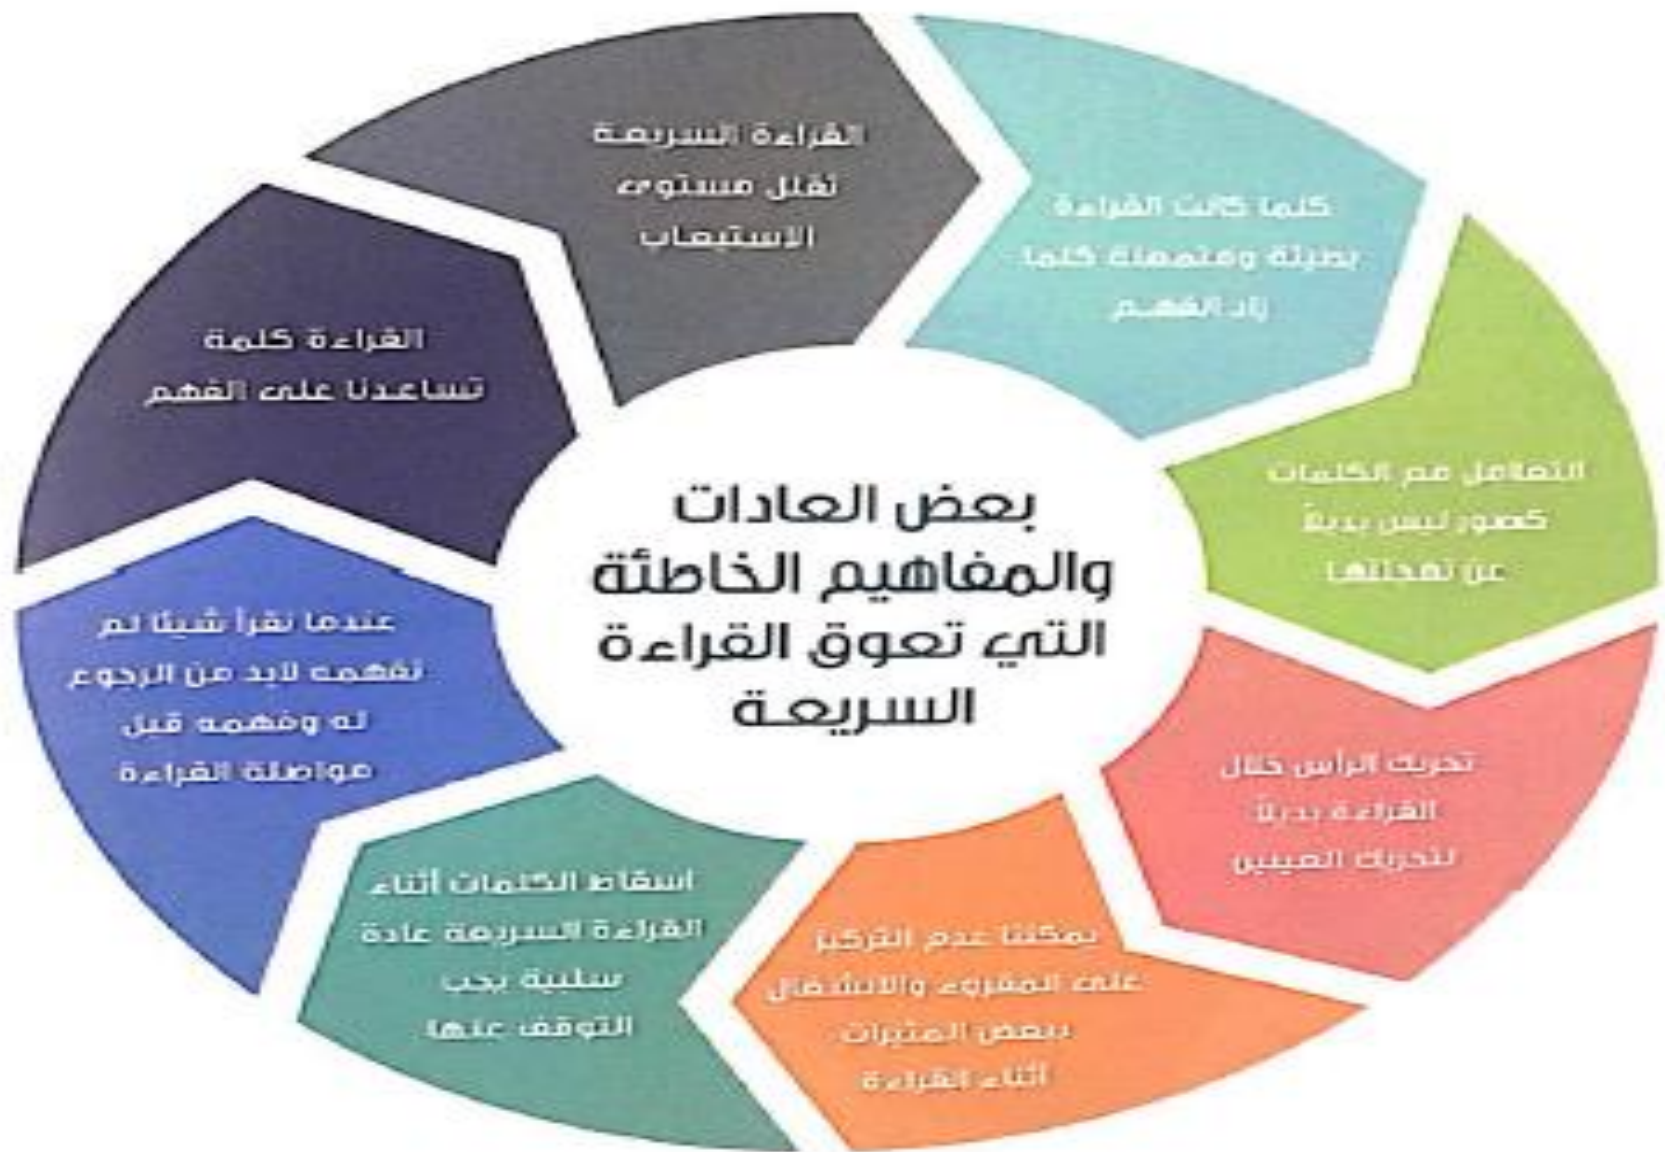 بعض العادات
والمفاهيم الخاطئة
التي تعوق القراءة
السريعة
كلما كانت القراءة
بطيئة ومتمهلة كلما
زاد الفهم
التعامل مع الكلمات
كصور ليس بديلاً
عن تهجئتها
تحريك الرأس خلال
القراءة بديلاً
لتحريك العينين
يمكننا عدم التركيز
على المقروء والانشغال
ببعض المثيرات
أثناء القراءة
اسقاط الكلمات أثناء
القراءة السريعة عادة
سلبية يجب
التوقف عنها
عندما نقرأ شيئا لم
نفهمه لابد من الرجوع
له وفهمه قبل
مواصلة القراءة
القراءة كلمة
تساعدنا على الفهم
القراءة السريعة
تقلل مستوى
الاستيعاب